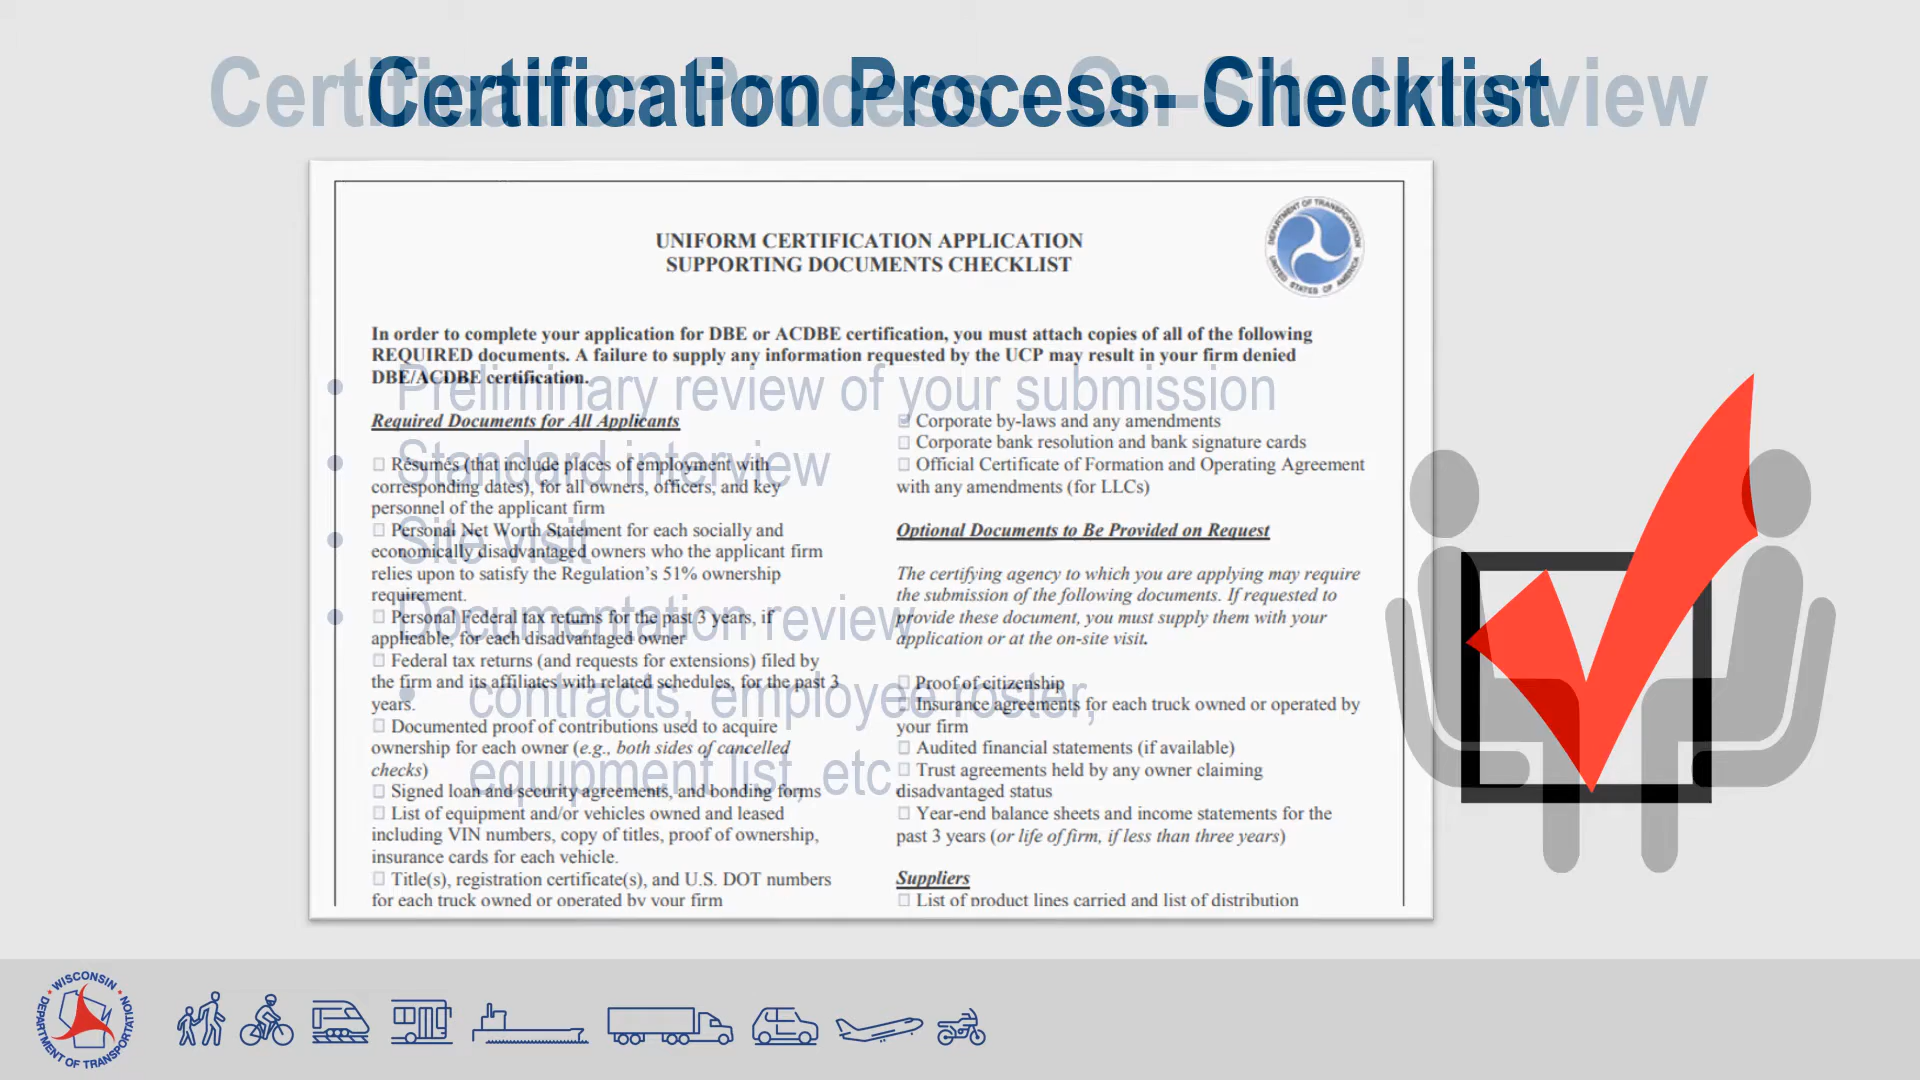 Certification Process- Checklist
Certification Process - On-Site Interview
UNIFORM CERTIFICATION APPLICATION
SUPPORTING DOCUMENTS CHECKLIST
DEPARTMENT OF TRANSPORTATION
UNITED STATES OF AMERICA
In order to complete your application for DBE or ACDBE certification, you must attach copies of all of the following
REQUIRED documents. A failure to supply any information requested by the UCP may result in your firm denied
DBE/ACDBE certification.
Required Documents for All Applicants
☐ Résumés (that include places of employment with
corresponding dates), for all owners, officers, and key
personnel of the applicant firm
☐ Personal Net Worth Statement for each socially and
economically disadvantaged owners who the applicant firm
relies upon to satisfy the Regulation's 51% ownership
requirement.
☐ Personal Federal tax returns for the past 3 years, if
applicable, for each disadvantaged owner
☐ Federal tax returns (and requests for extensions) filed by
the firm and its affiliates with related schedules, for the past 3
years.
☐ Documented proof of contributions used to acquire
ownership for each owner (e.g., both sides of cancelled
checks)
☐ Signed loan and security agreements, and bonding forms
☐ List of equipment and/or vehicles owned and leased
including VIN numbers, copy of titles, proof of ownership,
insurance cards for each vehicle.
☐ Title(s), registration certificate(s), and U.S. DOT numbers
for each truck owned or operated by your firm
☐ Corporate by-laws and any amendments
☐ Corporate bank resolution and bank signature cards
☐ Official Certificate of Formation and Operating Agreement
with any amendments (for LLCs)
Optional Documents to Be Provided on Request
The certifying agency to which you are applying may require
the submission of the following documents. If requested to
provide these document, you must supply them with your
application or at the on-site visit.
☐ Proof of citizenship
☐ Insurance agreements for each truck owned or operated by
your firm
☐ Audited financial statements (if available)
☐ Trust agreements held by any owner claiming
disadvantaged status
☐ Year-end balance sheets and income statements for the
past 3 years (or life of firm, if less than three years)
Suppliers
☐ List of product lines carried and list of distribution
• Preliminary review of your submission
• Standard interview
• Site visit
• Documentation review
• contracts, employee roster,
equipment list, etc.
WISCONSIN
DEPARTMENT OF TRANSPORTATION